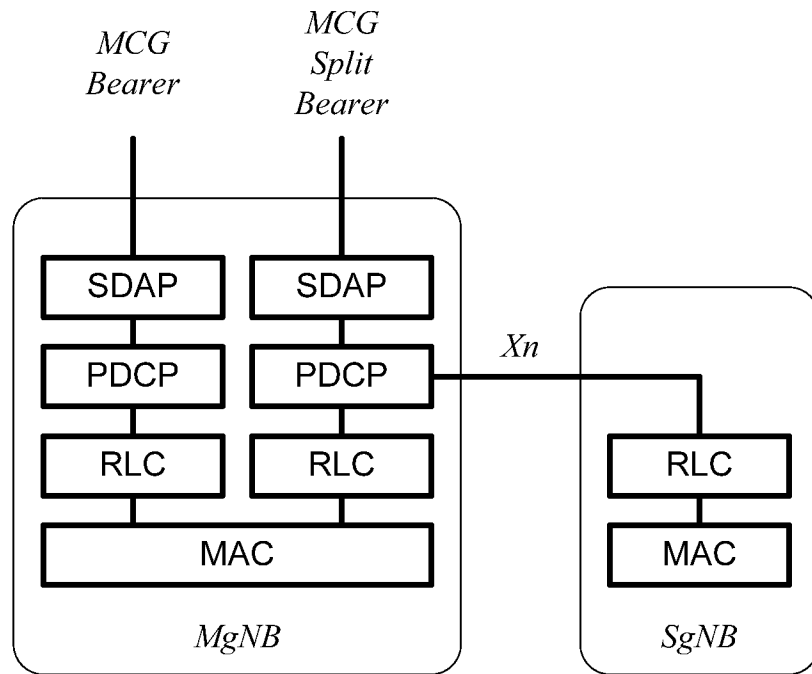 MCG
Bearer
MCG
Split
Bearer
SDAP
SDAP
PDCP
PDCP
Xn
RLC
RLC
RLC
MAC
MAC
MgNB
SgNB